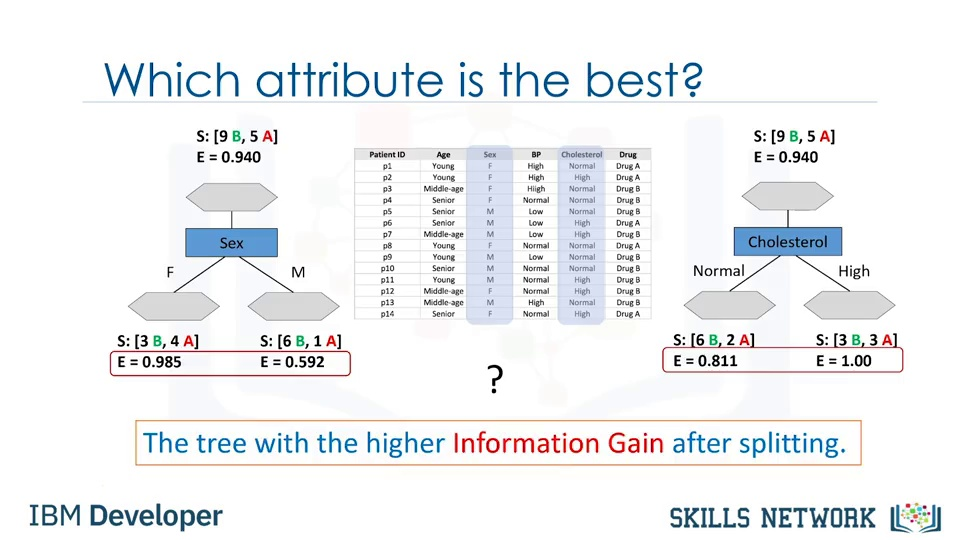 Which attribute is the best?
S: [9 B, 5 A]
E = 0.940
Sex
F
M
S: [3 B, 4 A]
S: [6 B, 1 A]
E = 0.985
E = 0.592
Patient ID Age Sex BP Cholesterol Drug
p1 Young F High Normal Drug A
p2 Young F High High Drug A
p3 Middle-age F Hiigh Normal Drug B
p4 Senior F Normal Normal Drug B
p5 Senior M Low Normal Drug B
p6 Senior M Low High Drug A
p7 Middle-age M Low High Drug B
p8 Young F Normal Normal Drug A
p9 Young M Low Normal Drug B
p10 Senior M Normal Normal Drug B
p11 Young M Normal High Drug B
p12 Middle-age F Normal High Drug B
p13 Middle-age M High Normal Drug B
p14 Senior F Normal High Drug A
S: [9 B, 5 A]
E = 0.940
Cholesterol
Normal
High
S: [6 B, 2 A]
S: [3 B, 3 A]
E = 0.811
E = 1.00
?
The tree with the higher Information Gain after splitting.
IBM Developer
SKILLS NETWORK